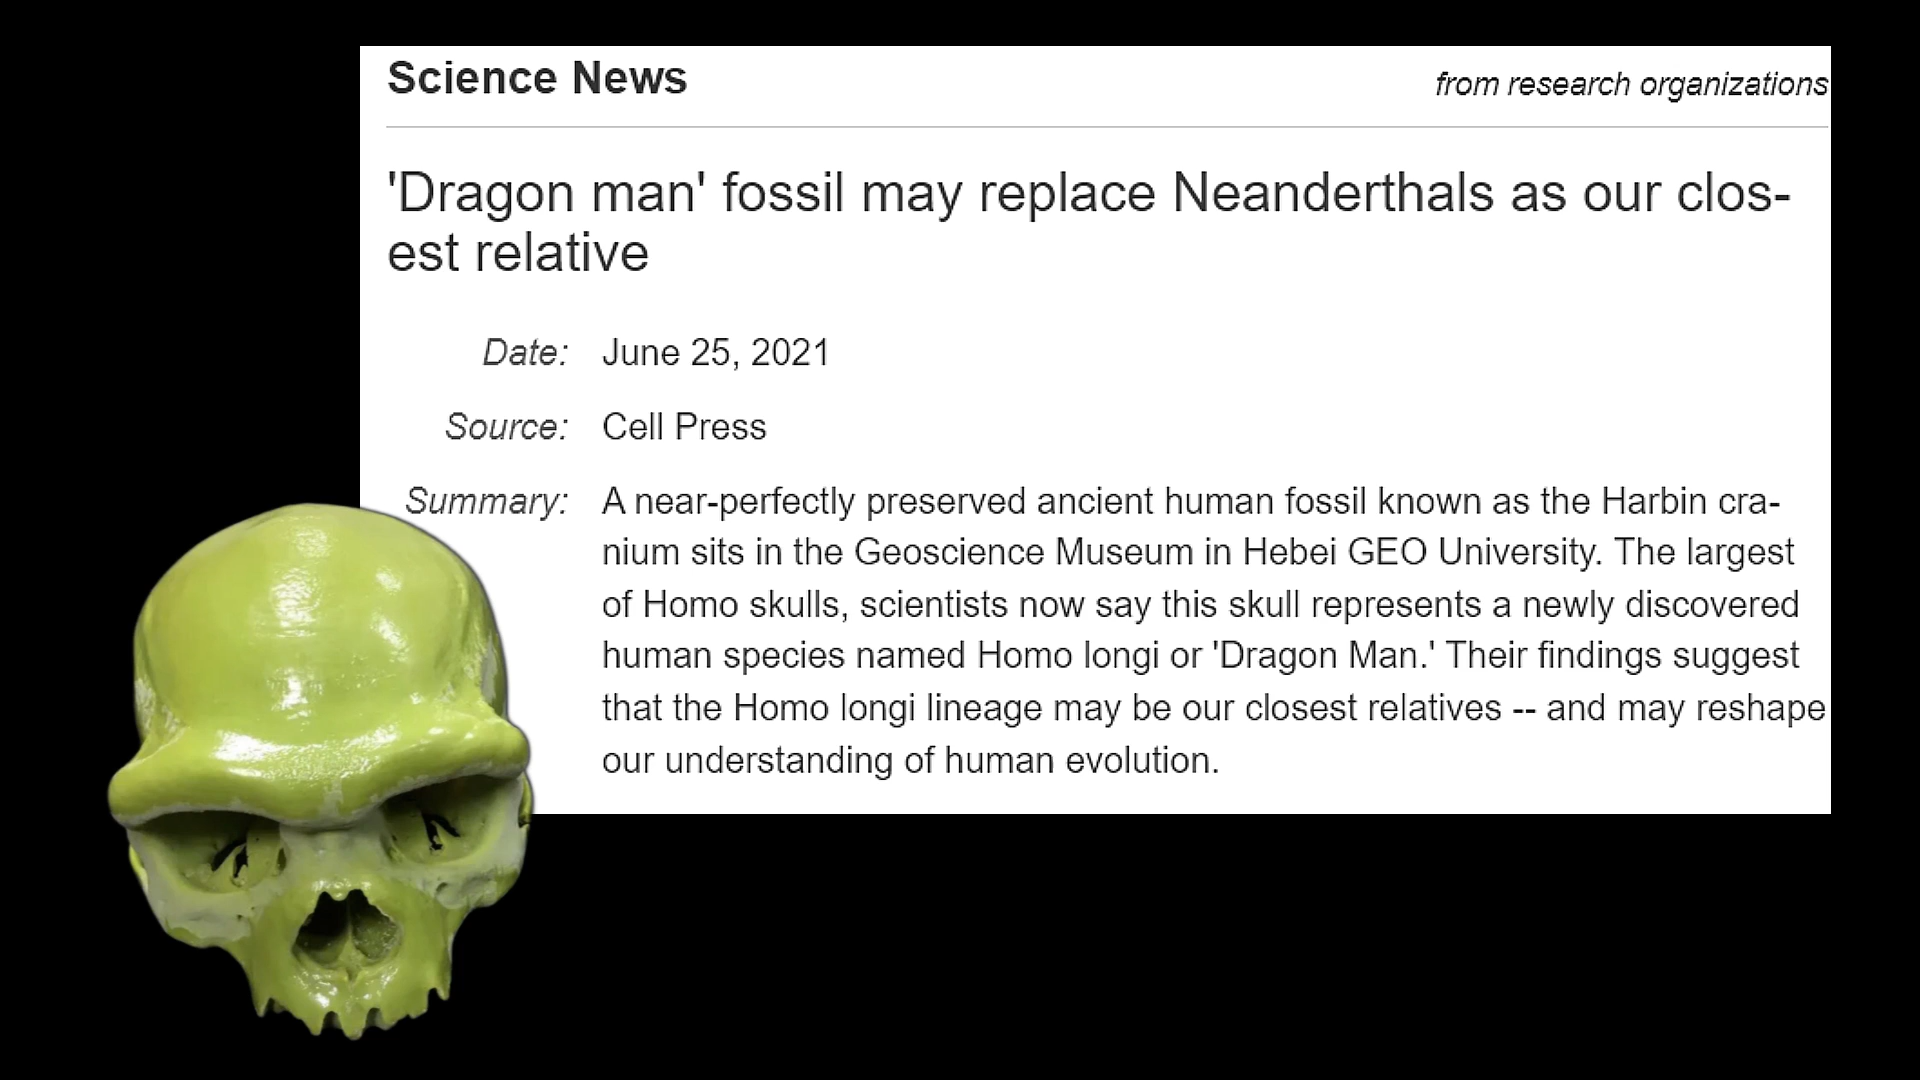 Science News
from research organizations
'Dragon man' fossil may replace Neanderthals as our clos-
est relative
Date: June 25, 2021
Source: Cell Press
Summary: A near-perfectly preserved ancient human fossil known as the Harbin cra-
nium sits in the Geoscience Museum in Hebei GEO University. The largest
of Homo skulls, scientists now say this skull represents a newly discovered
human species named Homo longi or 'Dragon Man.' Their findings suggest
that the Homo longi lineage may be our closest relatives -- and may reshape
our understanding of human evolution.